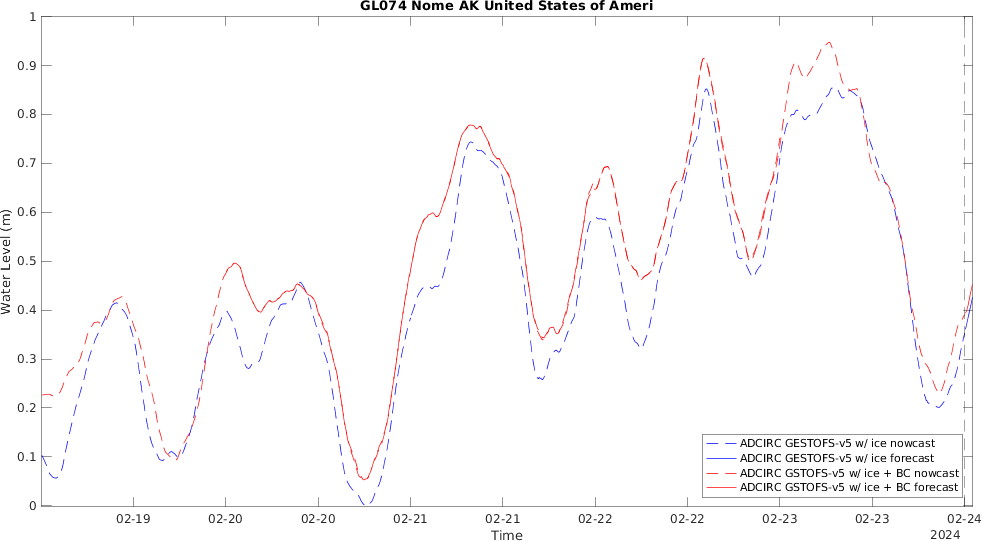 GL074 Nome AK United States of Ameri
1
0.9
0.8
0.7
0.6
0.5
0.4
0.3
0.2
0.1
0
Water Level (m)
ADCIRC GESTOFS-v5 w/ ice nowcast
ADCIRC GESTOFS-v5 w/ ice forecast
ADCIRC GSTOFS-v5 w/ ice + BC nowcast
ADCIRC GSTOFS-v5 w/ ice + BC forecast
02-19 02-20 02-20 02-21 02-21 02-22 02-22 02-23 02-23 02-24
Time
2024